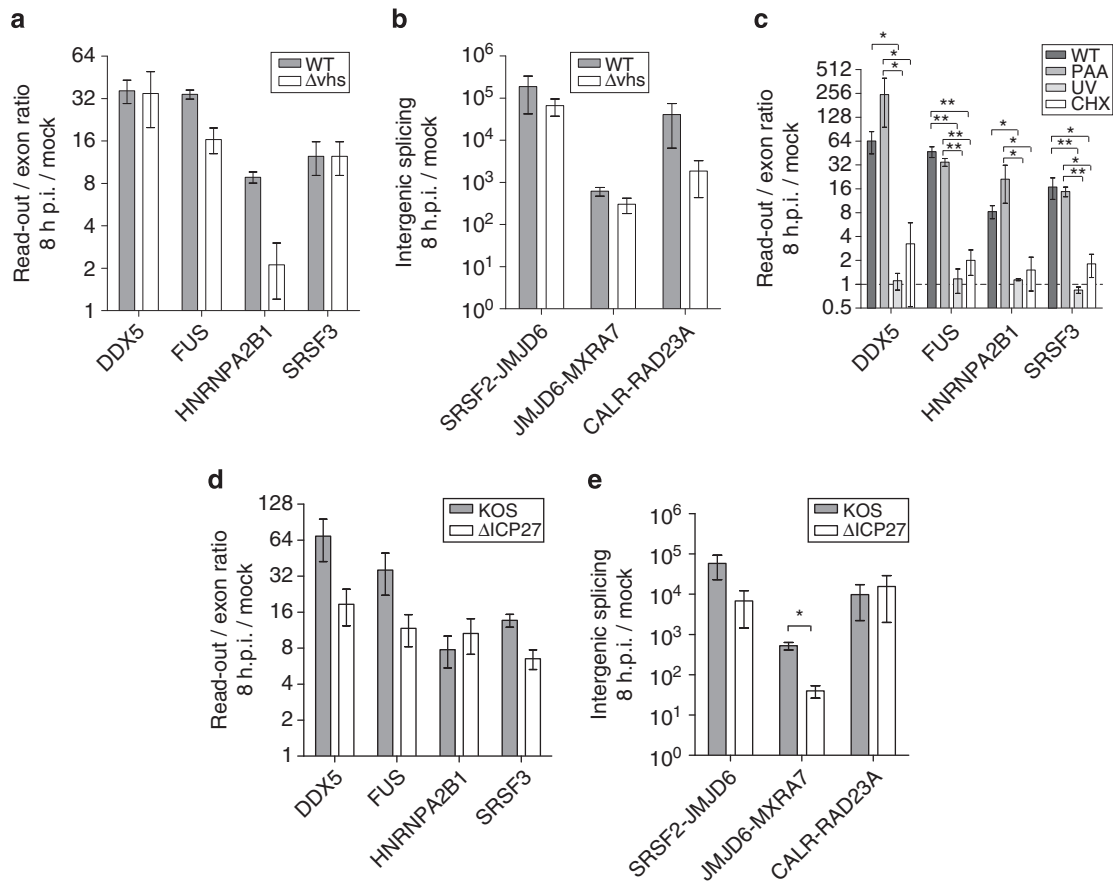 a
Read-out / exon ratio
8 h p.i. / mock
64
32
16
8
4
2
1
WT
Δvhs
DDX5
FUS
HNRNPA2B1
SRSF3
b
Intergenic splicing
8 h.p.i. / mock
10⁶
10⁵
10⁴
10³
10²
10¹
10⁰
WT
Δvhs
SRSF2-JMJD6
JMJD6-MXRA7
CALR-RAD23A
c
Read-out / exon ratio
8 h.p.i. / mock
512
256
128
64
32
16
8
4
2
1
0.5
WT
PAA
UV
CHX
*
*
*
**
**
**
**
*
*
*
*
**
*
**
DDX5
FUS
HNRNPA2B1
SRSF3
d
Read-out / exon ratio
8 h.p.i. / mock
128
64
32
16
8
4
2
1
KOS
ΔICP27
DDX5
FUS
HNRNPA2B1
SRSF3
e
Intergenic splicing
8 h.p.i. / mock
10⁶
10⁵
10⁴
10³
10²
10¹
10⁰
KOS
ΔICP27
*
SRSF2-JMJD6
JMJD6-MXRA7
CALR-RAD23A